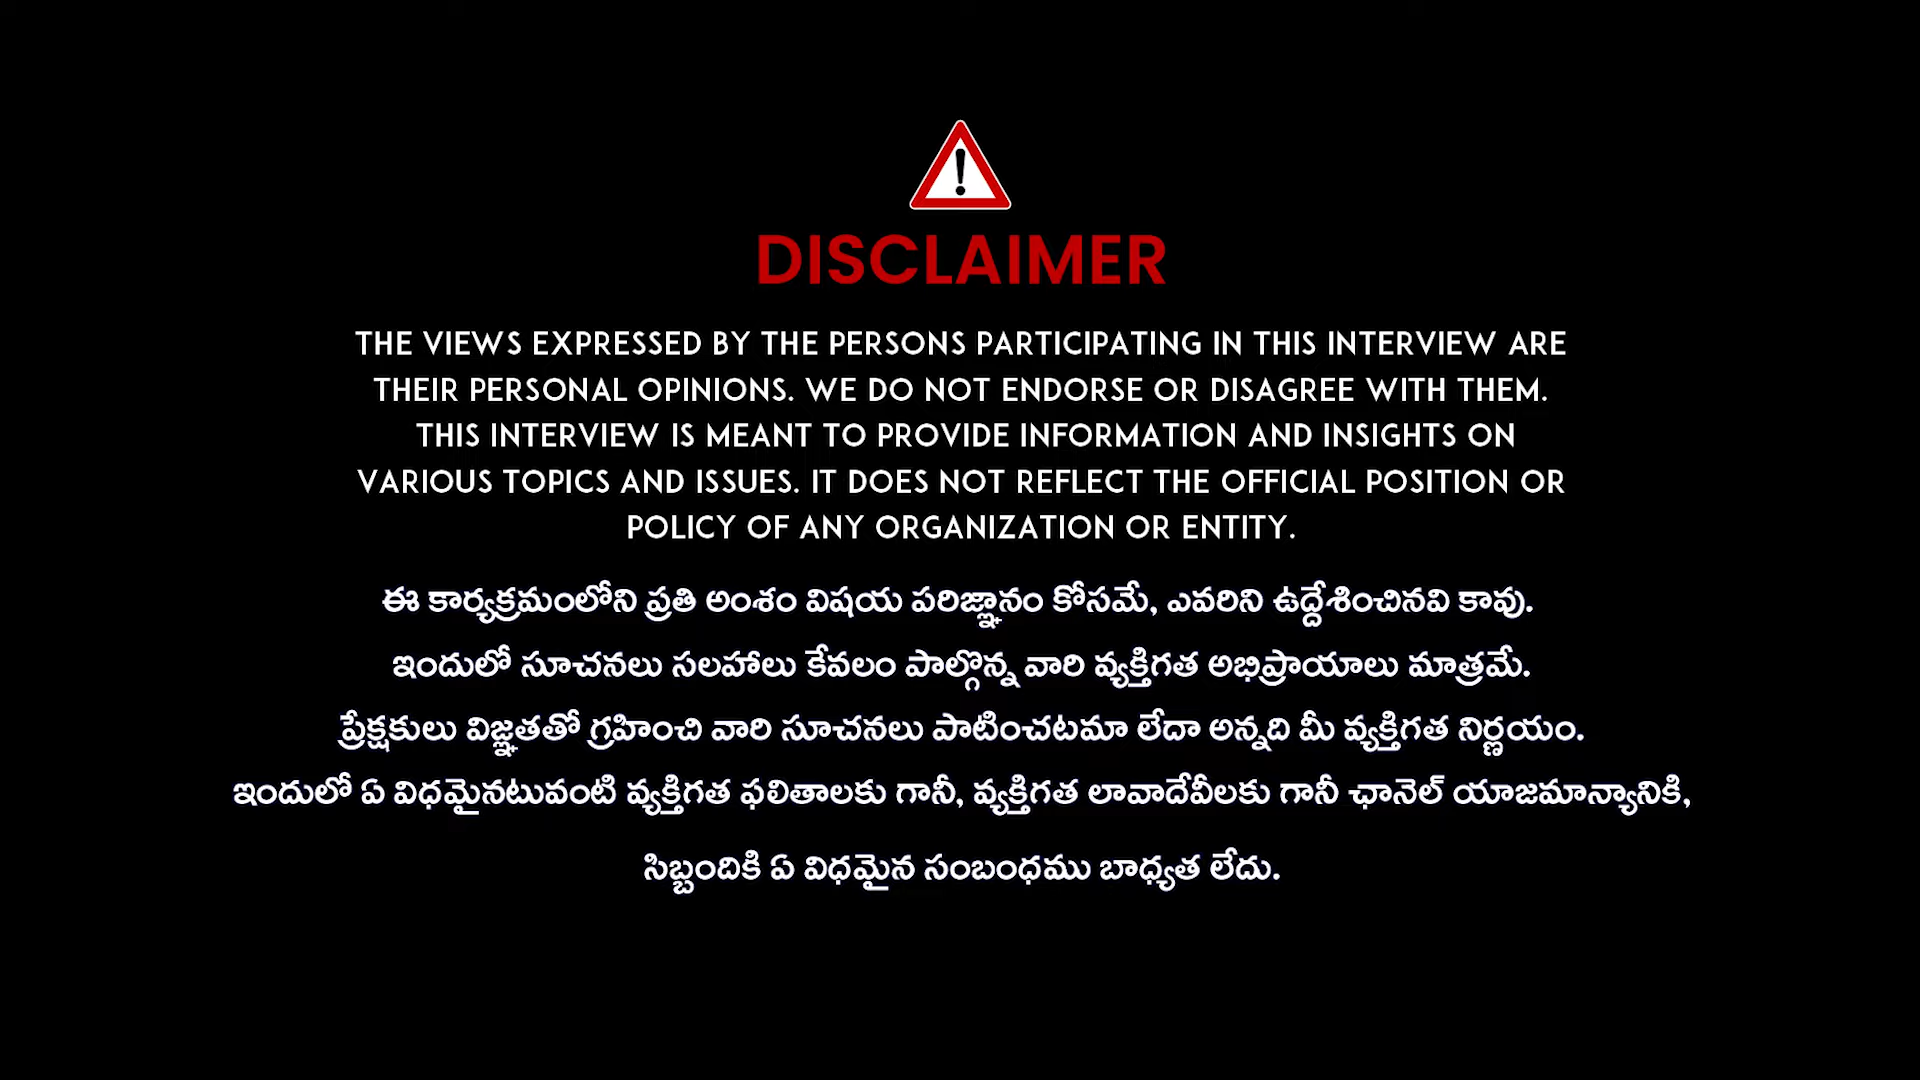 DISCLAIMER
THE VIEWS EXPRESSED BY THE PERSONS PARTICIPATING IN THIS INTERVIEW ARE
THEIR PERSONAL OPINIONS. WE DO NOT ENDORSE OR DISAGREE WITH THEM.
THIS INTERVIEW IS MEANT TO PROVIDE INFORMATION AND INSIGHTS ON
VARIOUS TOPICS AND ISSUES. IT DOES NOT REFLECT THE OFFICIAL POSITION OR
POLICY OF ANY ORGANIZATION OR ENTITY.
ఈ కార్యక్రమంలోని ప్రతి అంశం విషయ పరిజ్ఞానం కోసమే, ఎవరిని ఉద్దేశించినవి కావు.
ఇందులో సూచనలు సలహాలు కేవలం పాల్గొన్న వారి వ్యక్తిగత అభిప్రాయాలు మాత్రమే.
ప్రేక్షకులు విజ్ఞతతో గ్రహించి వారి సూచనలు పాటించటమా లేదా అన్నది మీ వ్యక్తిగత నిర్ణయం.
ఇందులో ఏ విధమైనటువంటి వ్యక్తిగత ఫలితాలకు గానీ, వ్యక్తిగత లావాదేవీలకు గానీ ఛానెల్ యాజమాన్యానికి,
సిబ్బందికి ఏ విధమైన సంబంధము బాధ్యత లేదు.